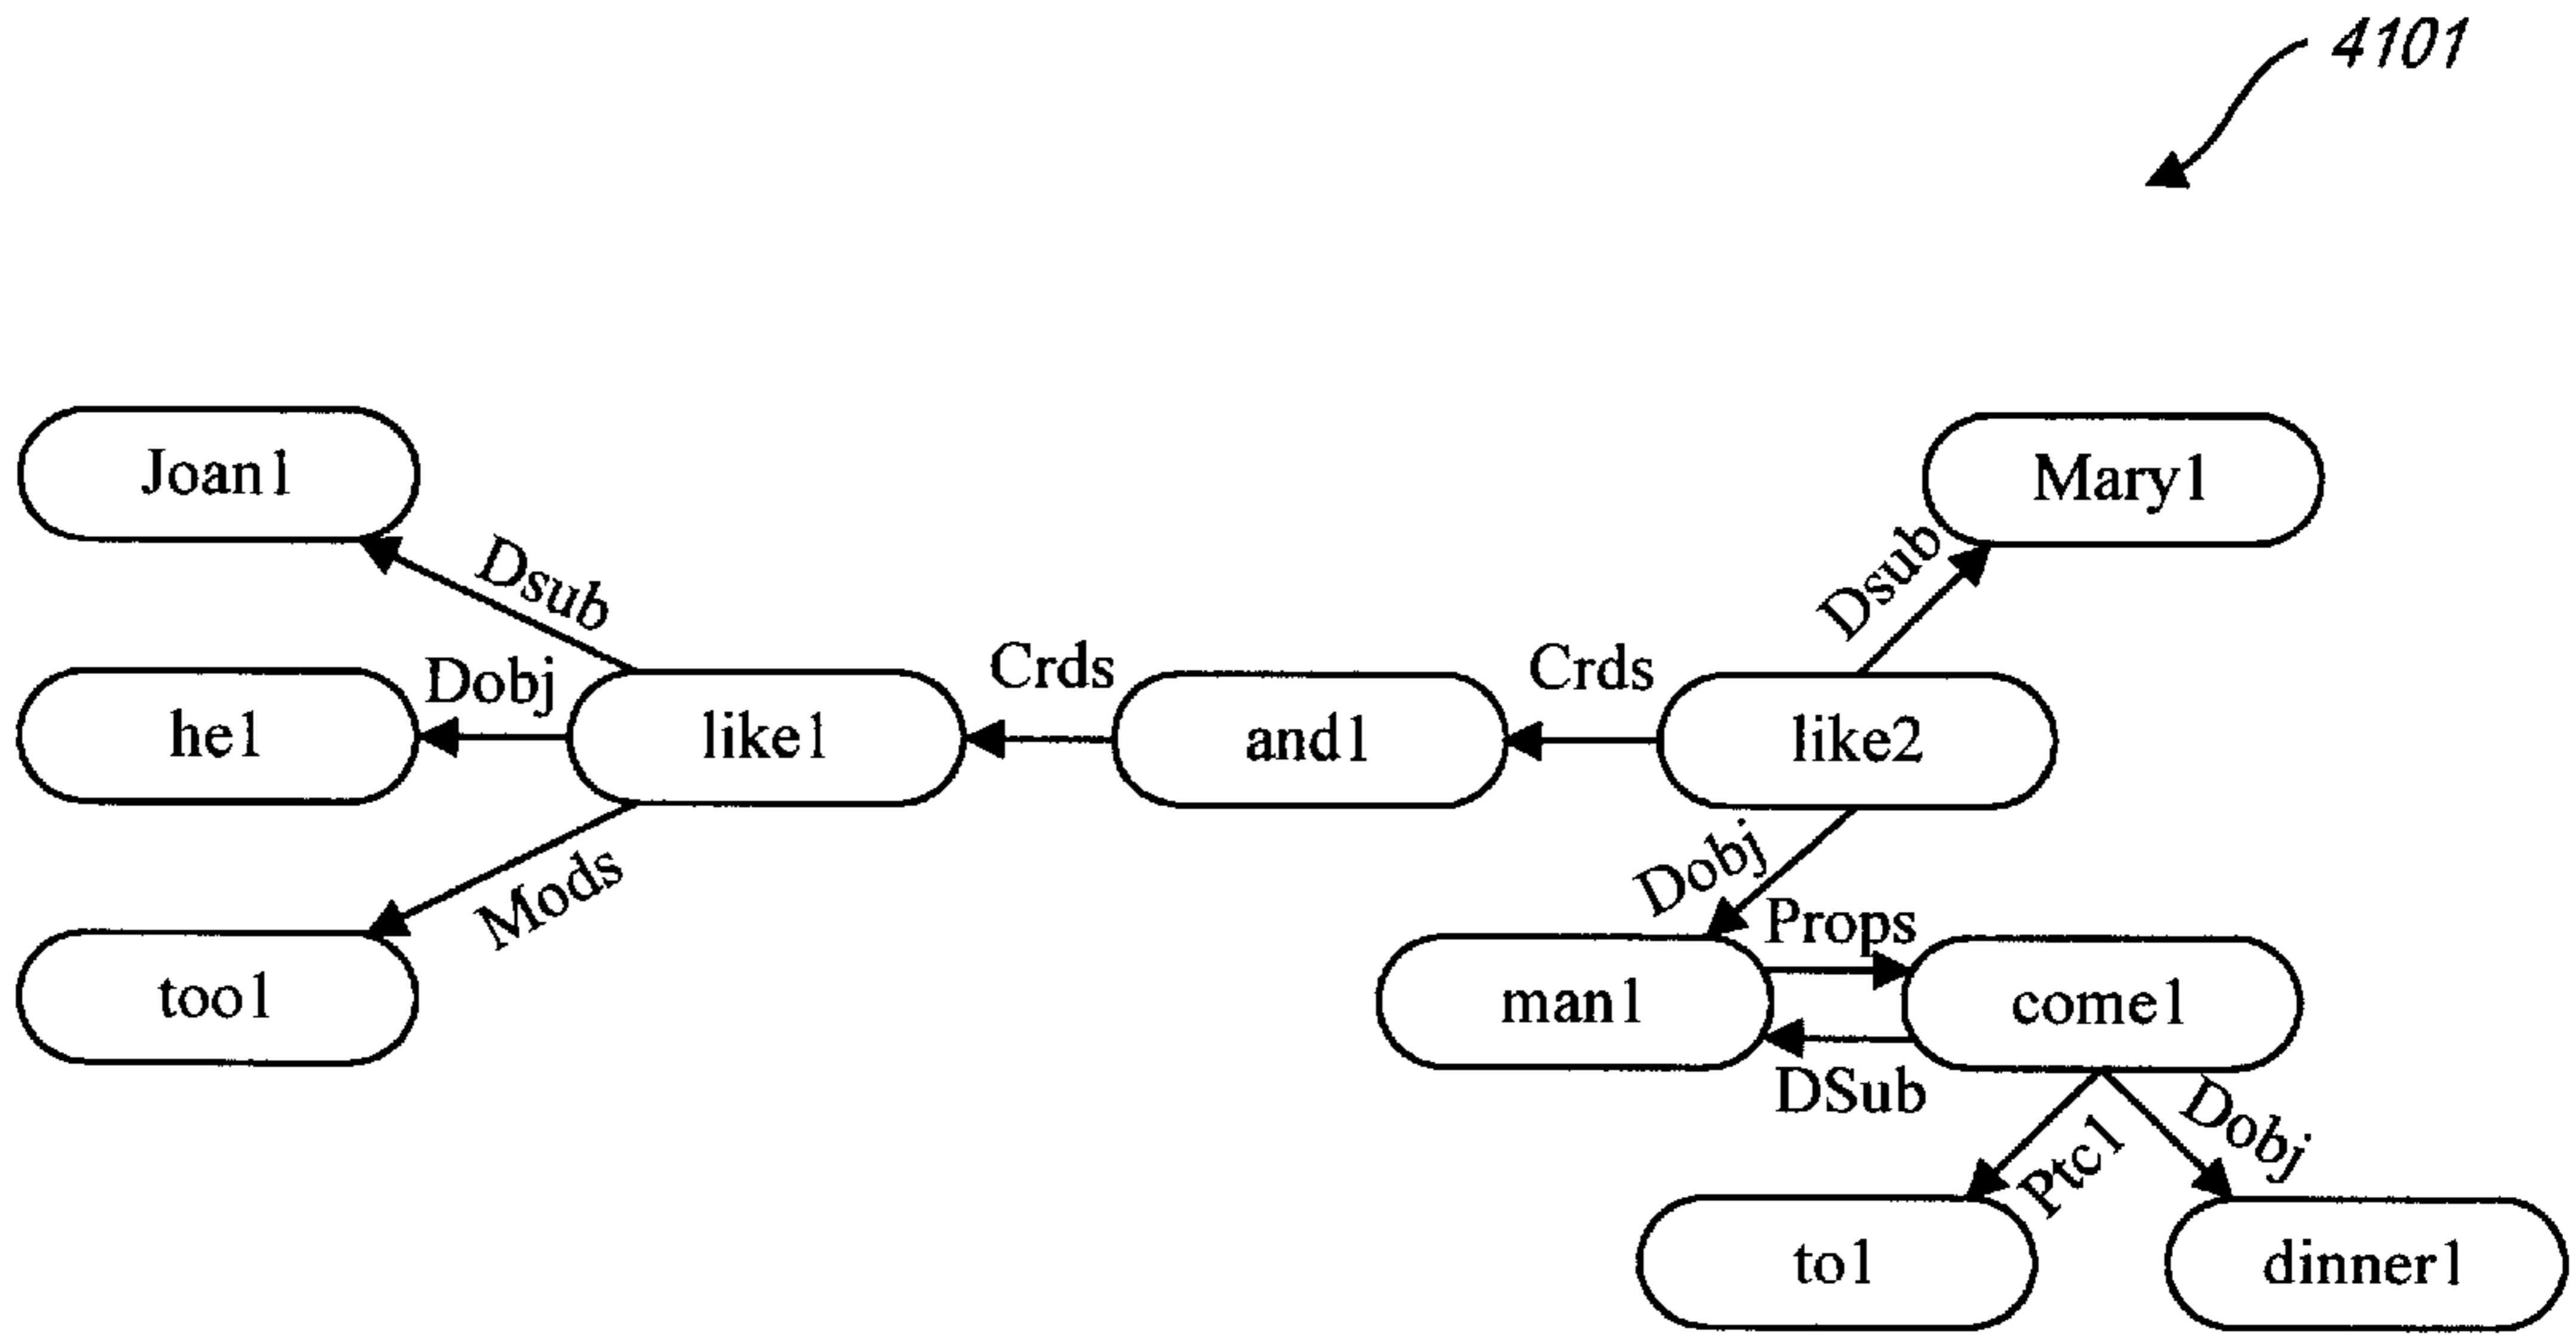 4101
Joan1
Mary1
Dsub
Dsub
Dobj
Crds
Crds
he1
like1
and1
like2
Mods
Dobj
Props
too1
man1
come1
DSub
Ptc1
Dobj
to1
dinner1